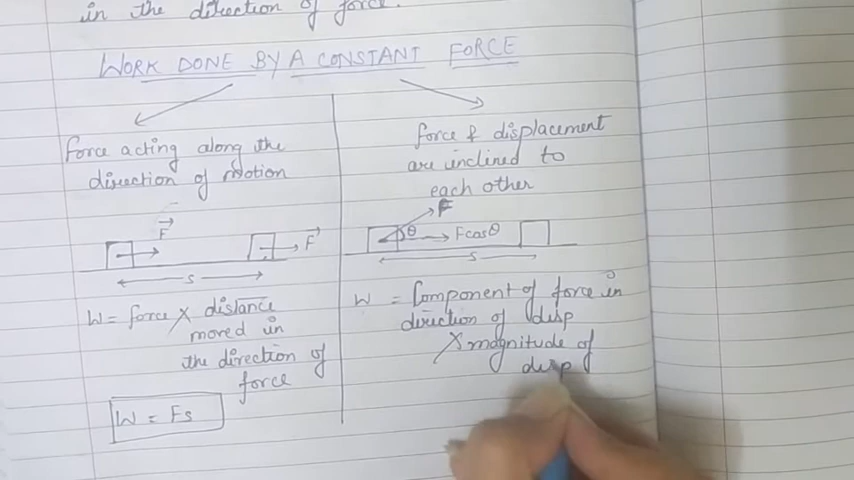 in the direction of force.
WORK DONE BY A CONSTANT FORCE
force acting along the
direction of motion
F F
S
W = force X distance
moved in
the direction of
force
W = Fs
force & displacement
are inclined to
each other
F
θ Fcosθ
S
W = Component of force in
direction of disp
X magnitude of
disp